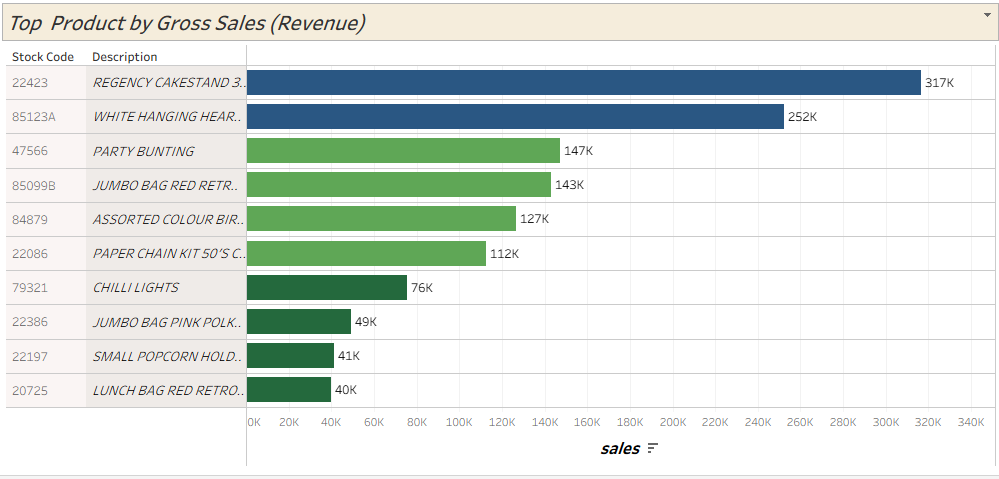 Top Product by Gross Sales (Revenue)
Stock Code Description
22423 REGENCY CAKESTAND 3.. 317K
85123A WHITE HANGING HEAR.. 252K
47566 PARTY BUNTING 147K
85099B JUMBO BAG RED RETR.. 143K
84879 ASSORTED COLOUR BIR.. 127K
22086 PAPER CHAIN KIT 50'S C.. 112K
79321 CHILLI LIGHTS 76K
22386 JUMBO BAG PINK POLK.. 49K
22197 SMALL POPCORN HOLD.. 41K
20725 LUNCH BAG RED RETRO.. 40K
0K 20K 40K 60K 80K 100K 120K 140K 160K 180K 200K 220K 240K 260K 280K 300K 320K 340K
sales